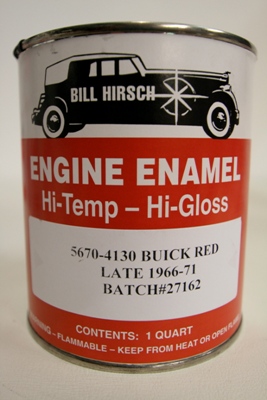 BILL HIRSCH
ENGINE ENAMEL
Hi-Temp – Hi-Gloss
5670-4130 BUICK RED
LATE 1966-71
BATCH#27162
CONTENTS: 1 QUART
– FLAMMABLE – KEEP FROM HEAT OR OPEN